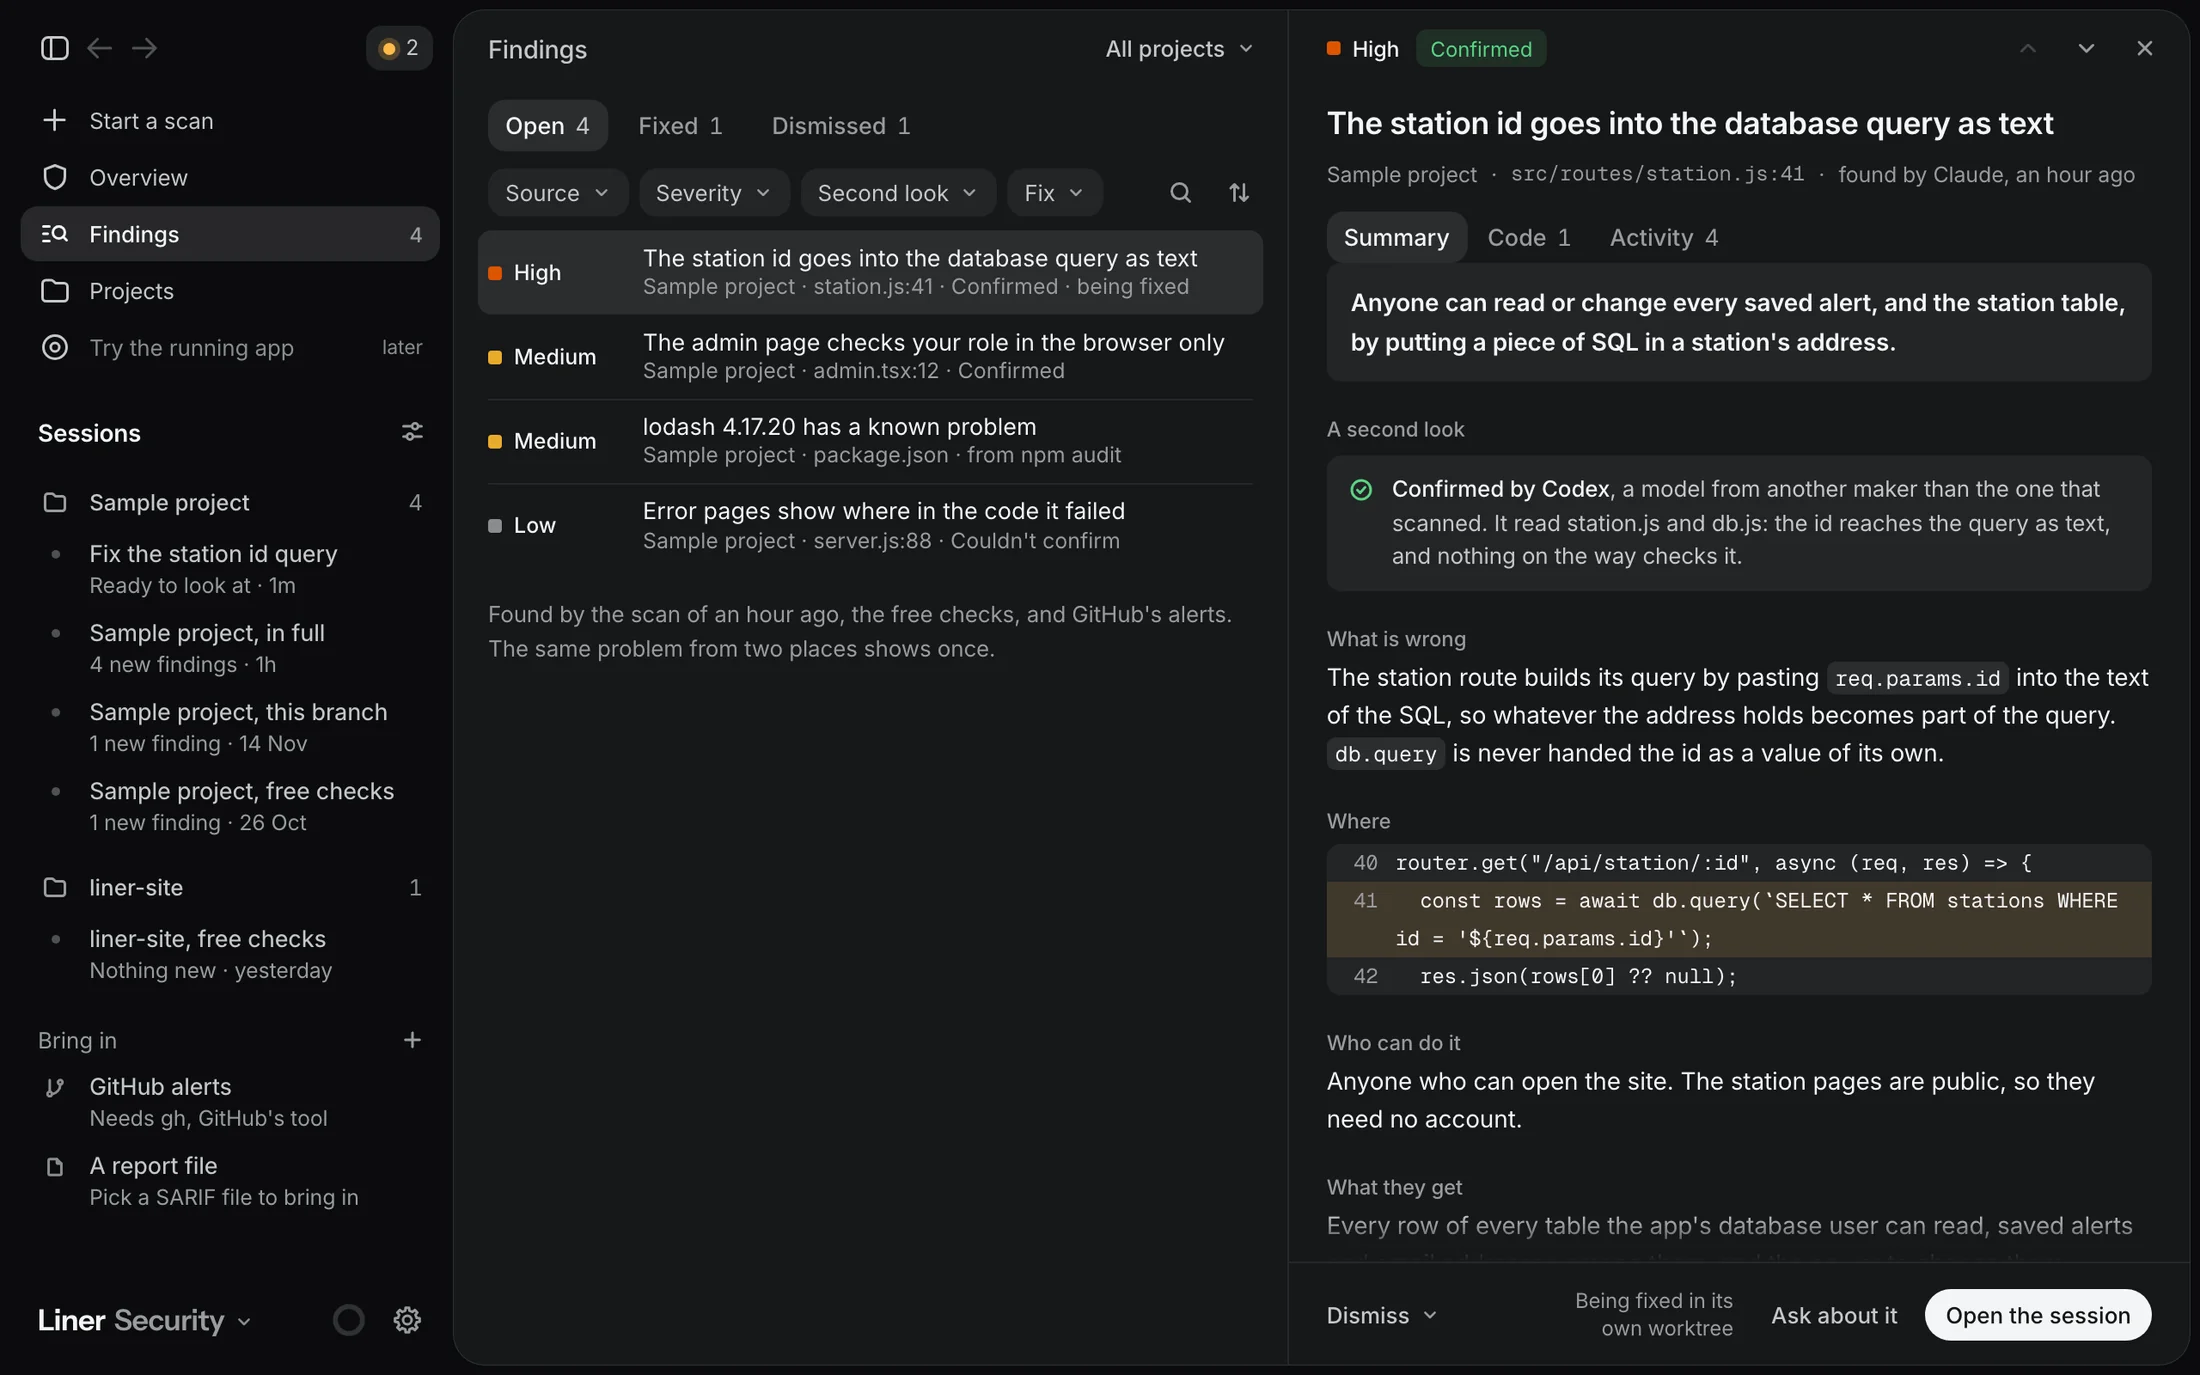 2
Start a scan
Overview
Findings 4
Projects
Try the running app later
Sessions
Sample project 4
Fix the station id query
Ready to look at · 1m
Sample project, in full
4 new findings · 1h
Sample project, this branch
1 new finding · 14 Nov
Sample project, free checks
1 new finding · 26 Oct
liner-site 1
liner-site, free checks
Nothing new · yesterday
Bring in
GitHub alerts
Needs gh, GitHub's tool
A report file
Pick a SARIF file to bring in
Liner Security
Findings
All projects
Open 4 Fixed 1 Dismissed 1
Source Severity Second look Fix
High
The station id goes into the database query as text
Sample project · station.js:41 · Confirmed · being fixed
Medium
The admin page checks your role in the browser only
Sample project · admin.tsx:12 · Confirmed
Medium
lodash 4.17.20 has a known problem
Sample project · package.json · from npm audit
Low
Error pages show where in the code it failed
Sample project · server.js:88 · Couldn't confirm
Found by the scan of an hour ago, the free checks, and GitHub's alerts.
The same problem from two places shows once.
High Confirmed
The station id goes into the database query as text
Sample project · src/routes/station.js:41 · found by Claude, an hour ago
Summary Code 1 Activity 4
Anyone can read or change every saved alert, and the station table,
by putting a piece of SQL in a station's address.
A second look
Confirmed by Codex, a model from another maker than the one that
scanned. It read station.js and db.js: the id reaches the query as text,
and nothing on the way checks it.
What is wrong
The station route builds its query by pasting req.params.id into the text
of the SQL, so whatever the address holds becomes part of the query.
db.query is never handed the id as a value of its own.
Where
40 router.get("/api/station/:id", async (req, res) => {
41 const rows = await db.query(`SELECT * FROM stations WHERE
id = '${req.params.id}'`);
42 res.json(rows[0] ?? null);
Who can do it
Anyone who can open the site. The station pages are public, so they
need no account.
What they get
Every row of every table the app's database user can read, saved alerts
Dismiss
Being fixed in its
own worktree
Ask about it
Open the session